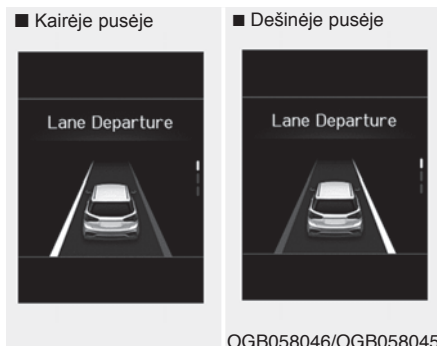 ■ Kairėje pusėje
■ Dešinėje pusėje
Lane Departure
Lane Departure
OGB058046/OGB058045